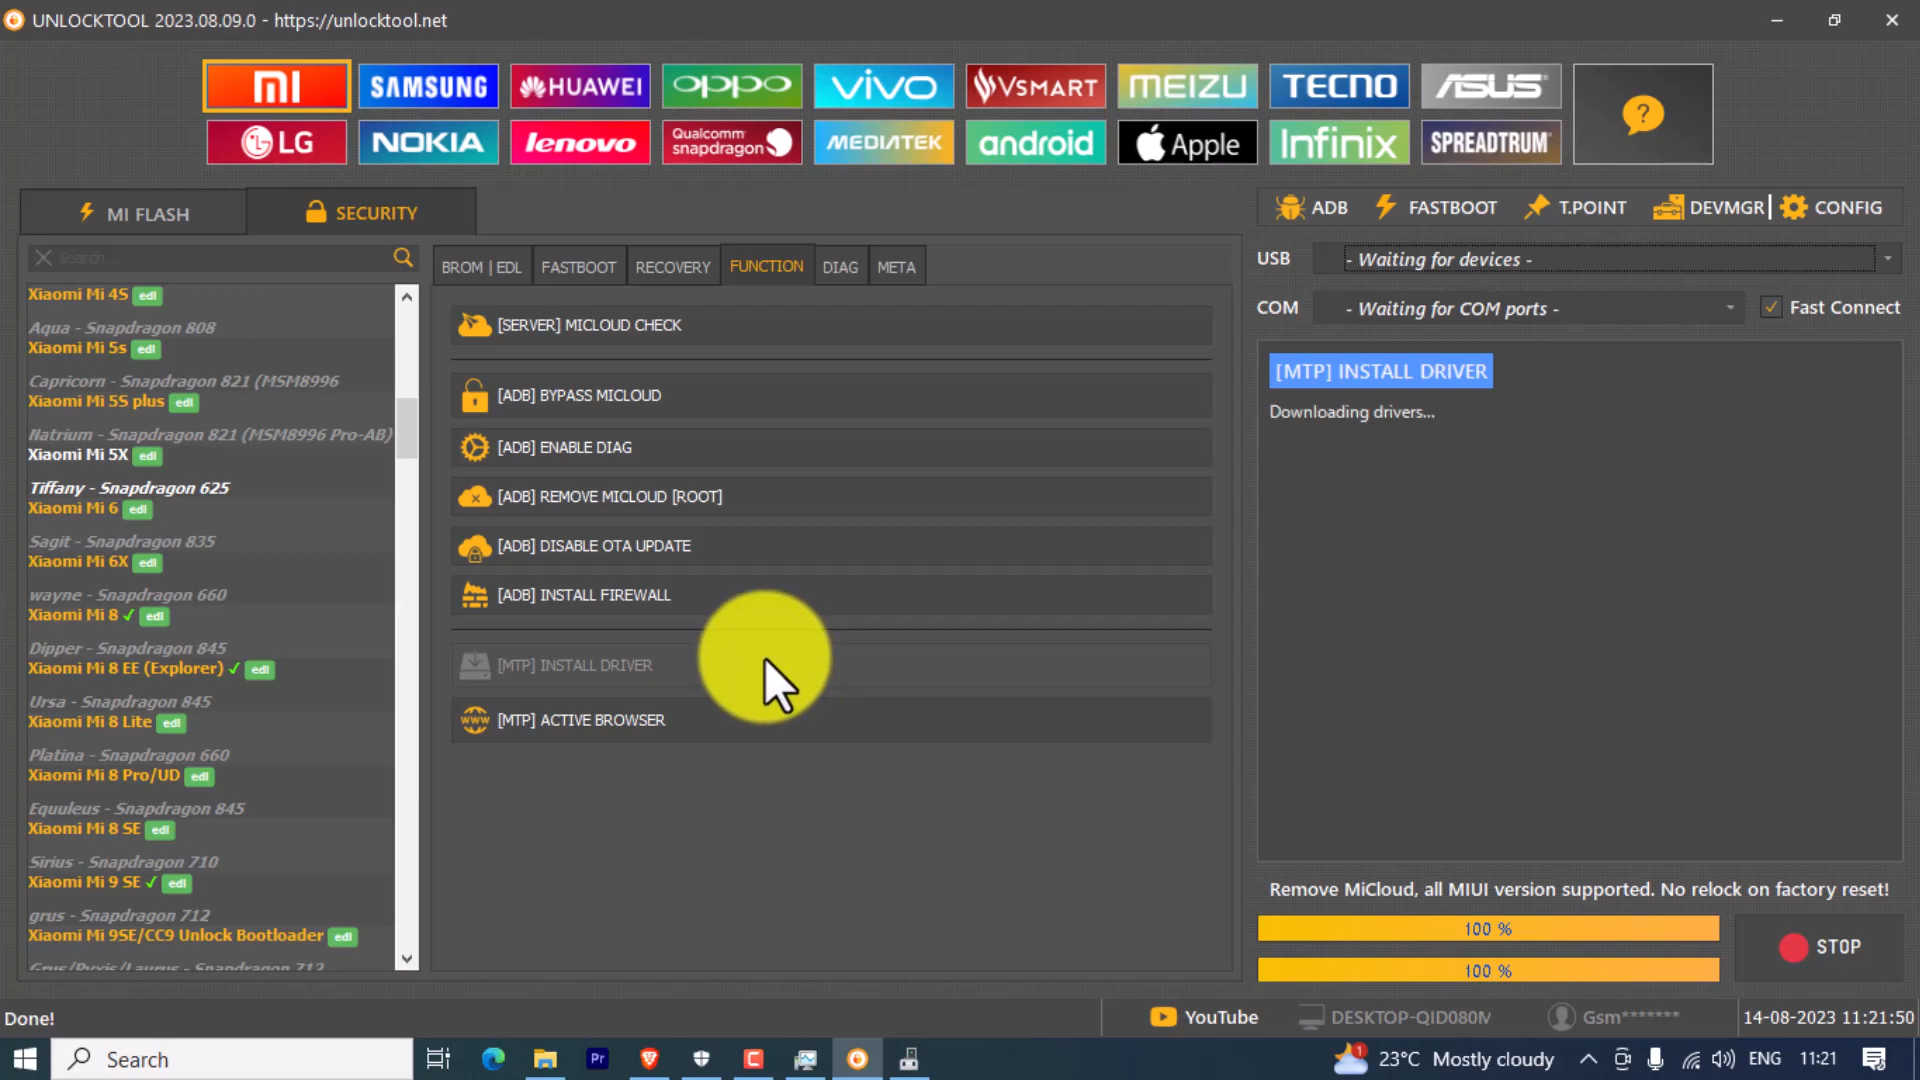 UNLOCKTOOL 2023.08.09.0 - https://unlocktool.net
MI
SAMSUNG
HUAWEI
oppo
vivo
VSMART
MEIZU
TECNO
ASUS
?
LG
NOKIA
lenovo
Qualcomm
snapdragon
MEDIATEK
android
Apple
Infinix
SPREADTRUM
MI FLASH
SECURITY
ADB
FASTBOOT
T.POINT
DEVMGR
CONFIG
Search...
BROM | EDL
FASTBOOT
RECOVERY
FUNCTION
DIAG
META
USB
- Waiting for devices -
COM
- Waiting for COM ports -
Fast Connect
Xiaomi Mi 4S edl
Aqua - Snapdragon 808
Xiaomi Mi 5s edl
Capricorn - Snapdragon 821 (MSM8996
Xiaomi Mi 5S plus edl
Natrium - Snapdragon 821 (MSM8996 Pro-AB)
Xiaomi Mi 5X edl
Tiffany - Snapdragon 625
Xiaomi Mi 6 edl
Sagit - Snapdragon 835
Xiaomi Mi 6X edl
wayne - Snapdragon 660
Xiaomi Mi 8 ✓ edl
Dipper - Snapdragon 845
Xiaomi Mi 8 EE (Explorer) ✓ edl
Ursa - Snapdragon 845
Xiaomi Mi 8 Lite edl
Platina - Snapdragon 660
Xiaomi Mi 8 Pro/UD edl
Equuleus - Snapdragon 845
Xiaomi Mi 8 SE edl
Sirius - Snapdragon 710
Xiaomi Mi 9 SE ✓ edl
grus - Snapdragon 712
Xiaomi Mi 9SE/CC9 Unlock Bootloader edl
Grus/Pyxis/Laurus - Snapdragon 712
[SERVER] MICLOUD CHECK
[ADB] BYPASS MICLOUD
[ADB] ENABLE DIAG
[ADB] REMOVE MICLOUD [ROOT]
[ADB] DISABLE OTA UPDATE
[ADB] INSTALL FIREWALL
[MTP] INSTALL DRIVER
WWW [MTP] ACTIVE BROWSER
[MTP] INSTALL DRIVER
Downloading drivers...
Remove MiCloud, all MIUI version supported. No relock on factory reset!
100 %
100 %
STOP
Done!
YouTube
DESKTOP-QID080M
Gsm*******
14-08-2023 11:21:50
Search
Pr
C
1
23°C Mostly cloudy
ENG
11:21